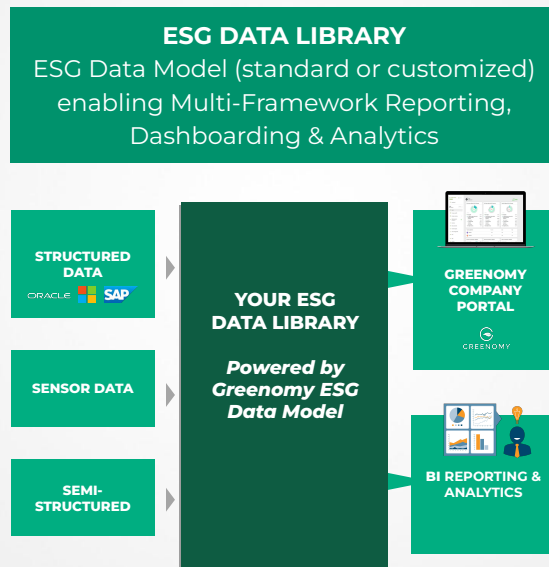 ESG DATA LIBRARY
ESG Data Model (standard or customized)
enabling Multi-Framework Reporting,
Dashboarding & Analytics
STRUCTURED
DATA
ORACLE
SAP
SENSOR DATA
SEMI-
STRUCTURED
YOUR ESG
DATA LIBRARY
Powered by
Greenomy ESG
Data Model
GREENOMY
COMPANY
PORTAL
GREENOMY
BI REPORTING &
ANALYTICS